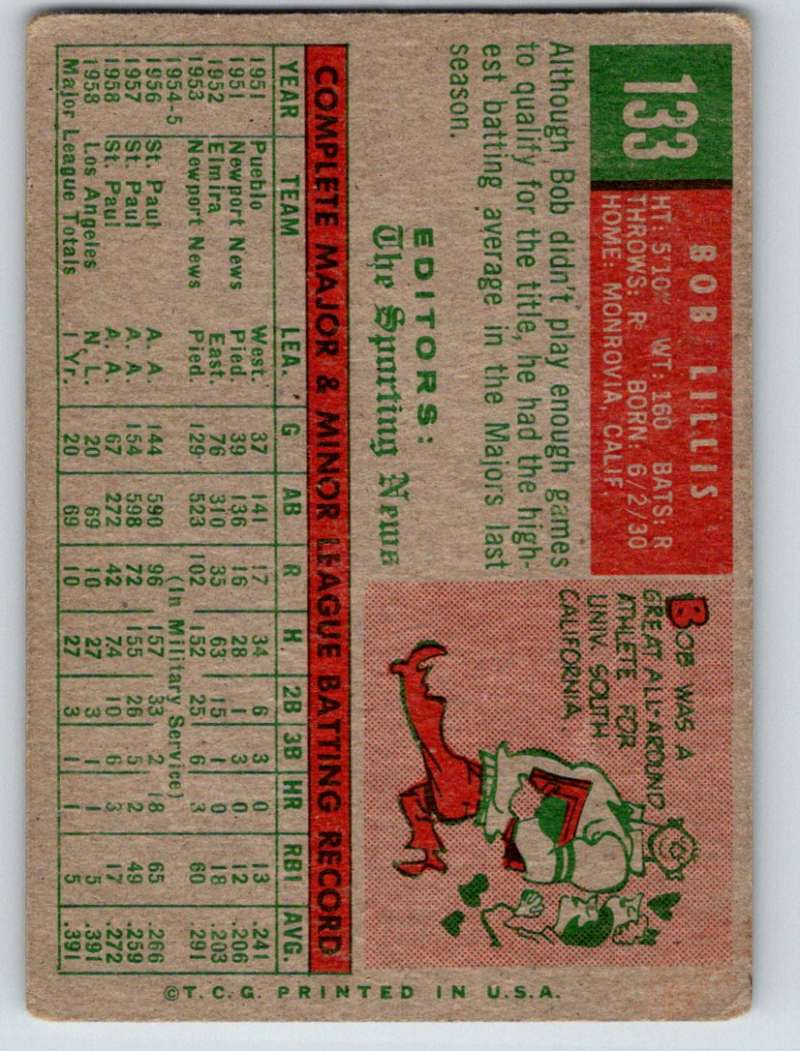 133
BOB LILLIS
HT: 5'10" WT: 160 BATS: R
THROWS: R BORN: 6/2/30
HOME: MONROVIA, CALIF.
Although Bob didn't play enough games
to qualify for the title, he had the high-
est batting average in the Majors last
season.
EDITORS:
The Sporting News
BOB WAS A
GREAT ALL-AROUND
ATHLETE FOR
UNIV. SOUTH
CALIFORNIA
COMPLETE MAJOR & MINOR LEAGUE BATTING RECORD
YEAR TEAM LEA. G AB R H. 2B 3B HR RBI AVG.
1951 Pueblo West. 37 141 17 34 6 3 0 13 .241
1951 Newport News Pied. 39 136 16 28 1 3 0 12 .206
1952 Elmira East. 76 310 35 63 15 1 0 18 .203
1953 Newport News Pied. 129 523 102 152 25 6 3 60 .291
1954-5 (In Military Service)
1956 St. Paul A. A. 144 590 96 157 33 2 18 65 .266
1957 St. Paul A. A. 154 598 72 155 26 5 2 49 .259
1958 St. Paul A. A. 67 272 42 74 10 6 3 17 .272
1958 Los Angeles N. L. 20 69 10 27 3 1 1 5 .391
Major League Totals 1 Yr. 20 69 10 27 3 1 1 5 .391
©T.C.G. PRINTED IN U.S.A.